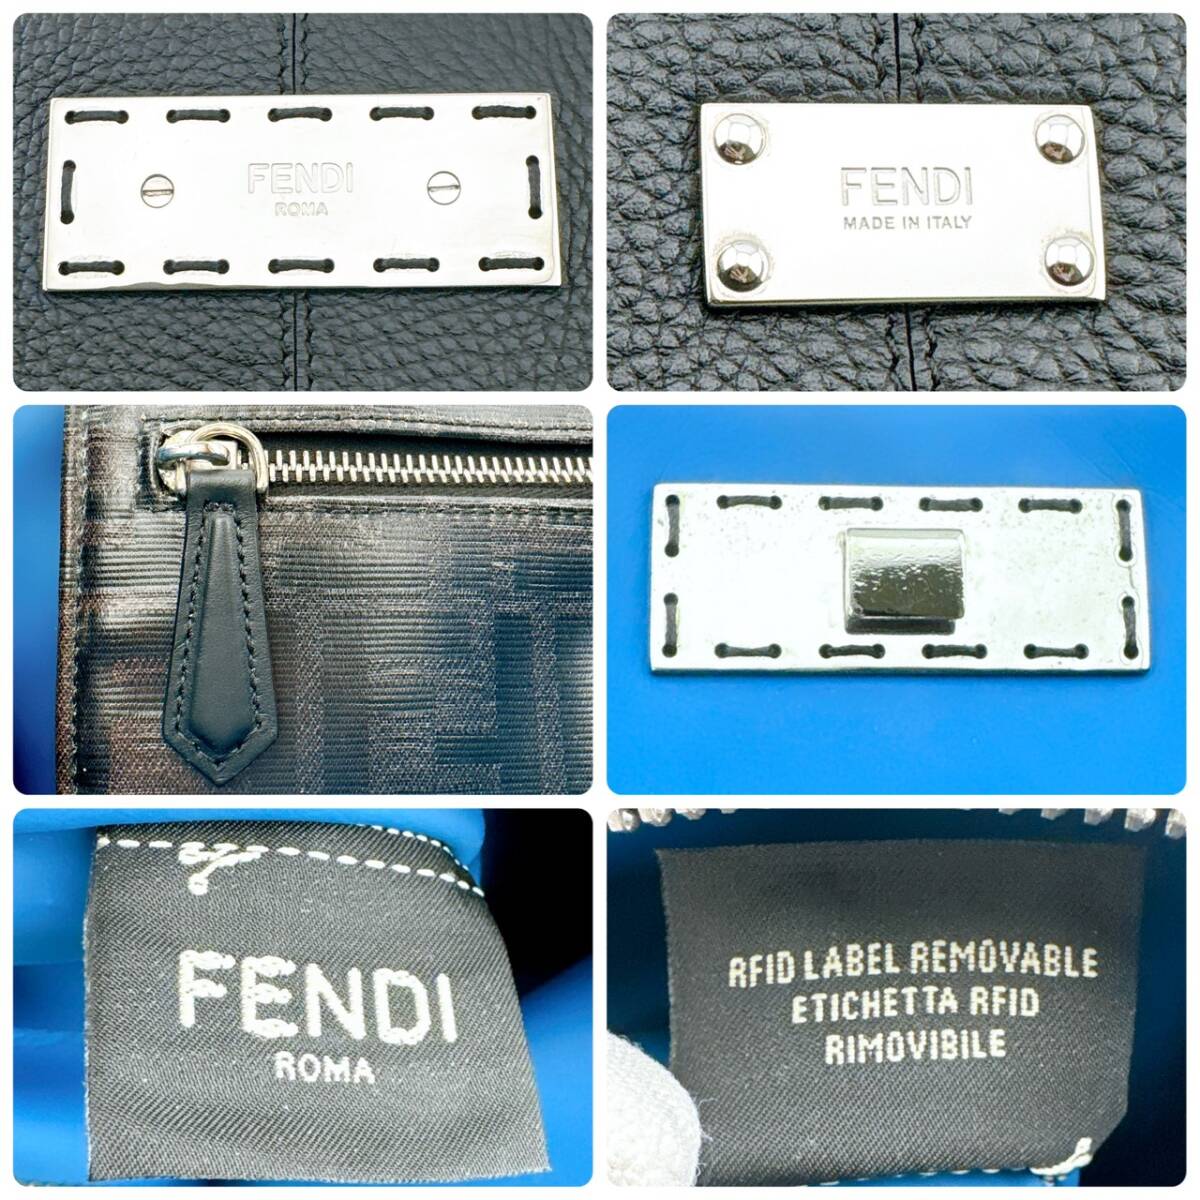 FENDI
ROMA
FENDI
MADE IN ITALY
FENDI
ROMA
RFID LABEL REMOVABLE
ETICHETTA RFID
RIMOVIBILE